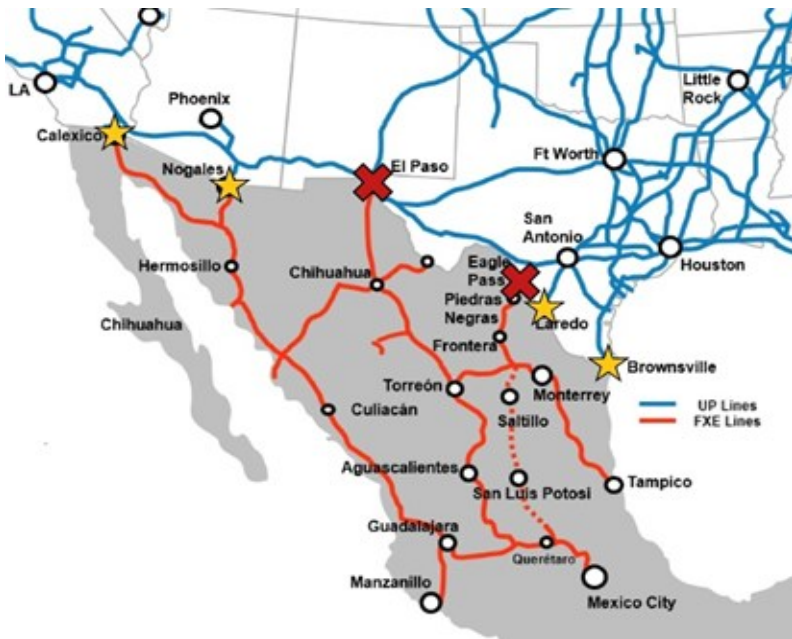 LA
Phoenix
Little
Rock
Calexico
Nogales
El Paso
Ft Worth
San
Antonio
Houston
Eagle
Pass
Hermosillo
Chihuahua
Piedras
Negras
Laredo
Chihuahua
Frontera
Brownsville
Torreón
Monterrey
UP Lines
FXE Lines
Culiacán
Saltillo
Aguascalientes
San Luis Potosi
Tampico
Guadalajara
Querétaro
Manzanillo
Mexico City